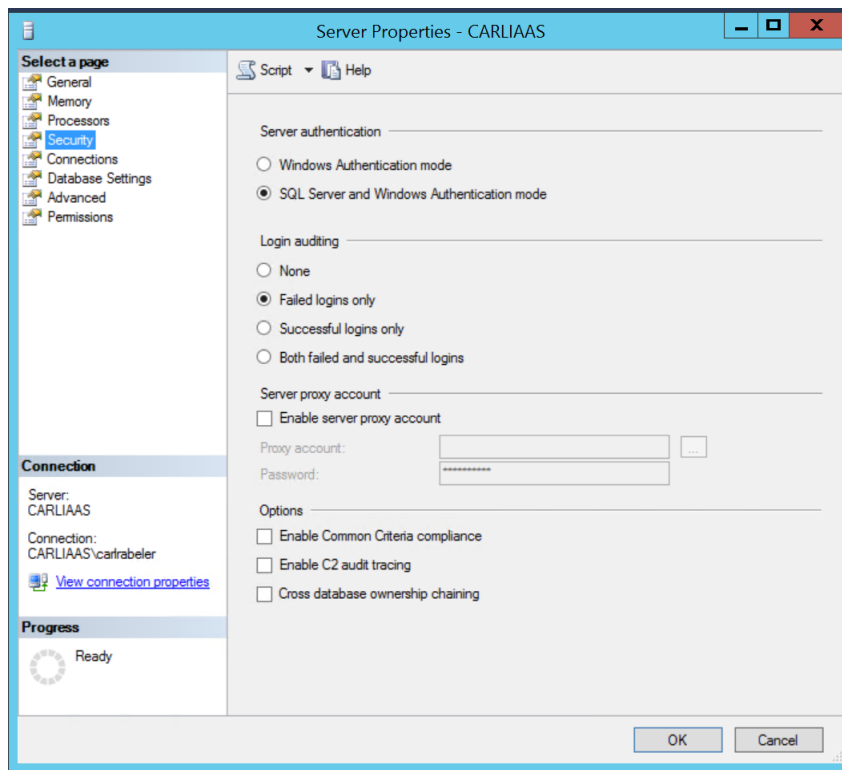 Server Properties - CARLIAAS
Select a page
General
Memory
Processors
Security
Connections
Database Settings
Advanced
Permissions
Script
Help
Server authentication
Windows Authentication mode
SQL Server and Windows Authentication mode
Login auditing
None
Failed logins only
Successful logins only
Both failed and successful logins
Server proxy account
Enable server proxy account
Proxy account:
...
Password:
**********
Options
Enable Common Criteria compliance
Enable C2 audit tracing
Cross database ownership chaining
Connection
Server:
CARLIAAS
Connection:
CARLIAAS\carlrabeler
View connection properties
Progress
Ready
OK
Cancel